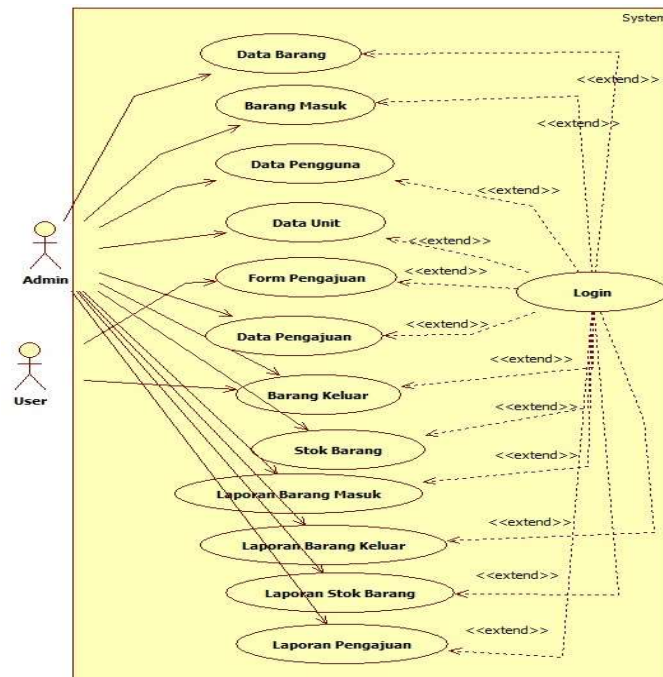 System
Data Barang
<<extend>>
Barang Masuk
<<extend>>
Data Pengguna
<<extend>>
Data Unit
<<extend>>
Admin
Form Pengajuan
<<extend>>
Login
Data Pengajuan
<<extend>>
User
Barang Keluar
<<extend>>
Stok Barang
<<extend>>
Laporan Barang Masuk
<<extend>>
Laporan Barang Keluar
<<extend>>
Laporan Stok Barang
<<extend>>
Laporan Pengajuan
<<extend>>